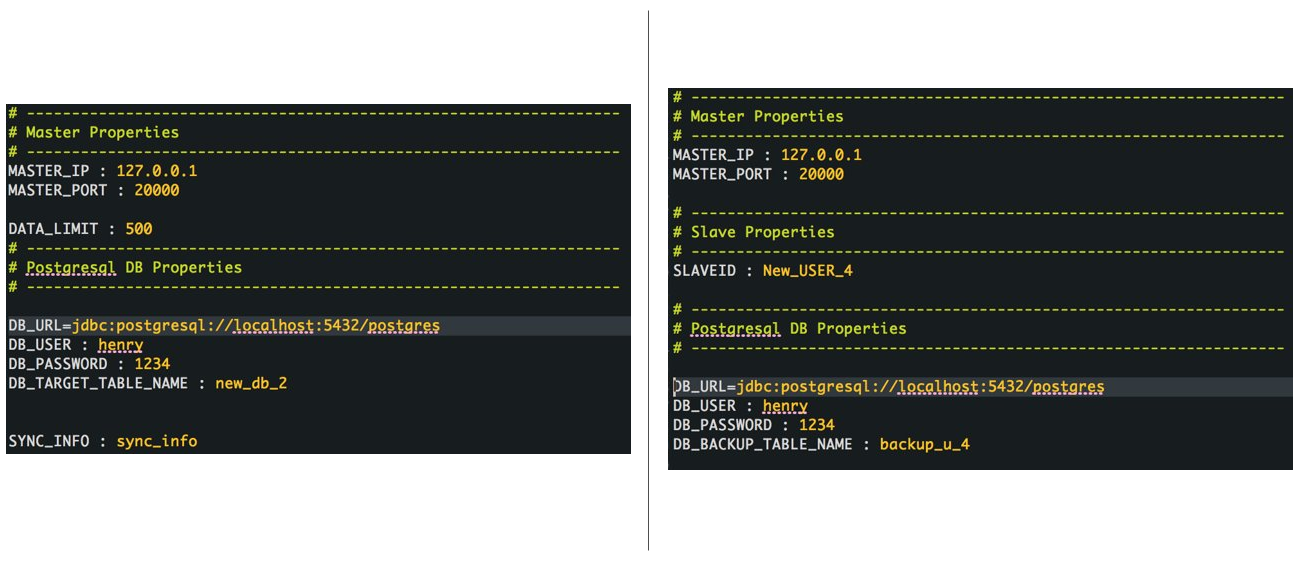 # ------------------------------------------------------------------
# Master Properties
# ------------------------------------------------------------------
MASTER_IP : 127.0.0.1
MASTER_PORT : 20000
DATA_LIMIT : 500
# ------------------------------------------------------------------
# Postgresql DB Properties
# ------------------------------------------------------------------
DB_URL=jdbc:postgresql://localhost:5432/postgres
DB_USER : henry
DB_PASSWORD : 1234
DB_TARGET_TABLE_NAME : new_db_2
SYNC_INFO : sync_info
# ------------------------------------------------------------------
# Master Properties
# ------------------------------------------------------------------
MASTER_IP : 127.0.0.1
MASTER_PORT : 20000
# ------------------------------------------------------------------
# Slave Properties
# ------------------------------------------------------------------
SLAVEID : New_USER_4
# ------------------------------------------------------------------
# Postgresql DB Properties
# ------------------------------------------------------------------
DB_URL=jdbc:postgresql://localhost:5432/postgres
DB_USER : henry
DB_PASSWORD : 1234
DB_BACKUP_TABLE_NAME : backup_u_4